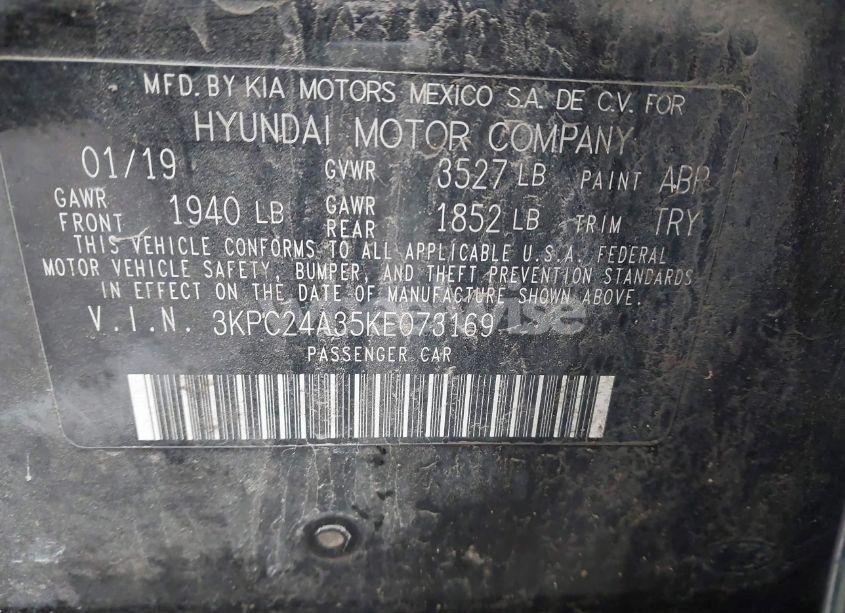 MFD. BY KIA MOTORS MEXICO S.A. DE C.V. FOR
HYUNDAI MOTOR COMPANY
01/19 GVWR 3527 LB PAINT ABP
GAWR FRONT 1940 LB GAWR REAR 1852 LB TRIM TRY
THIS VEHICLE CONFORMS TO ALL APPLICABLE U.S.A. FEDERAL
MOTOR VEHICLE SAFETY, BUMPER, AND THEFT PREVENTION STANDARDS
IN EFFECT ON THE DATE OF MANUFACTURE SHOWN ABOVE.
V.I.N. 3KPC24A35KE073169
PASSENGER CAR